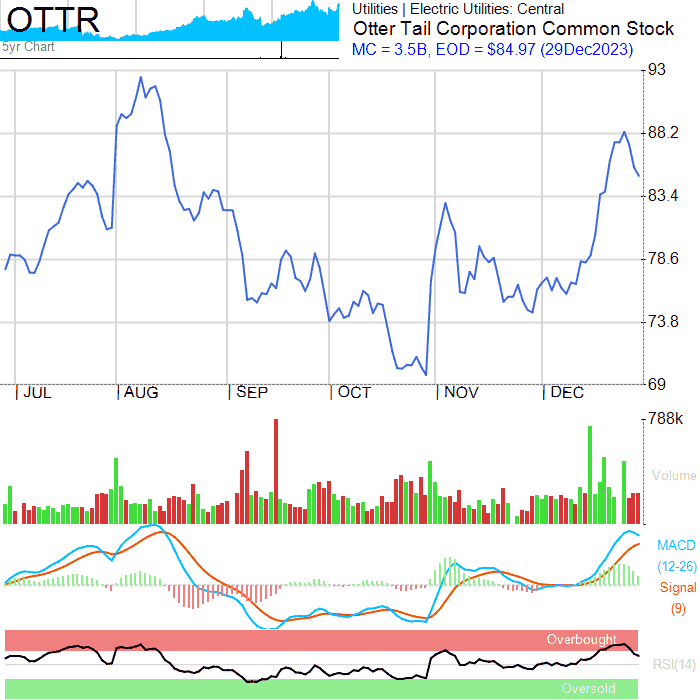 OTTR
5yr Chart
Utilities | Electric Utilities: Central
Otter Tail Corporation Common Stock
MC = 3.5B, EOD = $84.97 (29Dec2023)
93
88.2
83.4
78.6
73.8
69
JUL
AUG
SEP
OCT
NOV
DEC
788k
Volume
MACD
(12-26)
Signal
(9)
Overbought
RSI(14)
Oversold